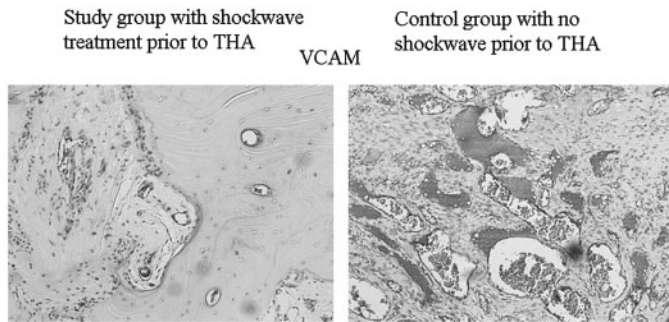 Study group with shockwave
treatment prior to THA
VCAM
Control group with no
shockwave prior to THA